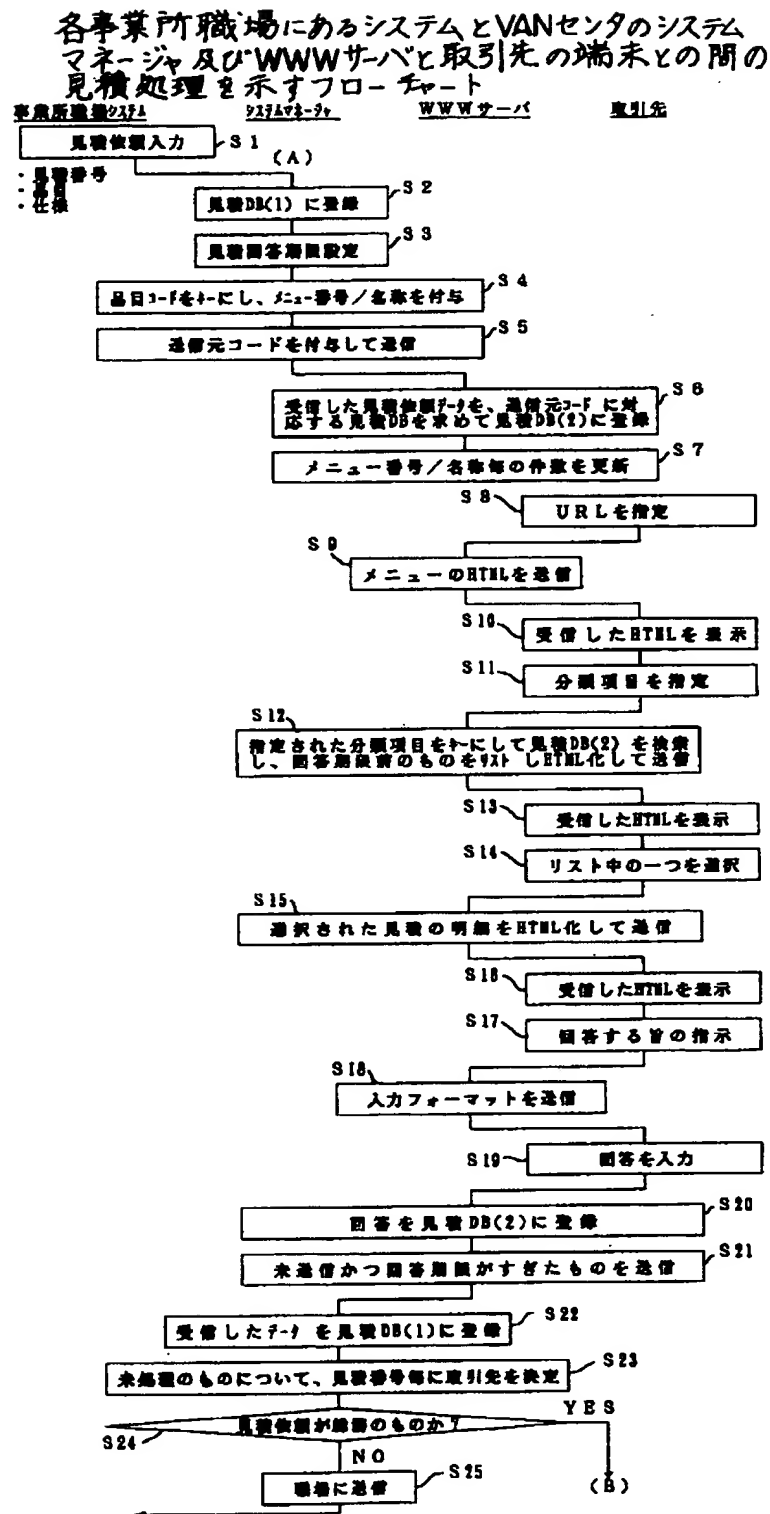 各事業所職場にあるシステムとVANセンタのシステム
マネージャ及びWWWサーバと取引先の端末との間の
見積処理を示すフローチャート
事業所職場システム
システムマネージャ
WWWサーバ
取引先
見積依頼入力
S1
(A)
・見積番号
・品目
・仕様
S2
見積DB(1)に登録
S3
見積回答期限設定
S4
品目コードをキーにし、メニュー番号/名称を付与
S5
送信元コードを付与して送信
S6
受信した見積依頼データを、送信元コードに対
応する見積DBを求めて見積DB(2)に登録
S7
メニュー番号/名称毎の件数を更新
S8
URLを指定
S9
メニューのHTMLを送信
S10
受信したHTMLを表示
S11
分類項目を指定
S12
指定された分類項目をキーにして見積DB(2)を検索
し、回答期限前のものをリストしHTML化して送信
S13
受信したHTMLを表示
S14
リスト中の一つを選択
S15
選択された見積の明細をHTML化して送信
S16
受信したHTMLを表示
S17
回答する旨の指示
S18
入力フォーマットを送信
S19
回答を入力
S20
回答を見積DB(2)に登録
S21
未送信かつ回答期限がすぎたものを送信
S22
受信したデータを見積DB(1)に登録
S23
未処理のものについて、見積番号毎に取引先を決定
見積依頼が総務のものか?
YES
S24
NO
(B)
S25
職場に送信